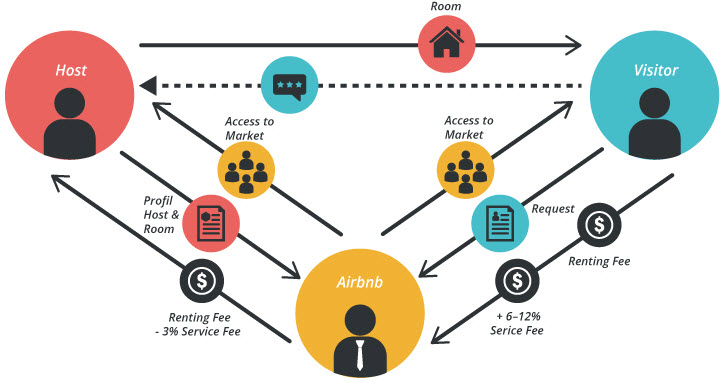 Room
Host
Visitor
Access to
Market
Access to
Market
Profil
Host &
Room
Request
$
Renting Fee
$
$
Airbnb
Renting Fee
- 3% Service Fee
+ 6–12%
Serice Fee